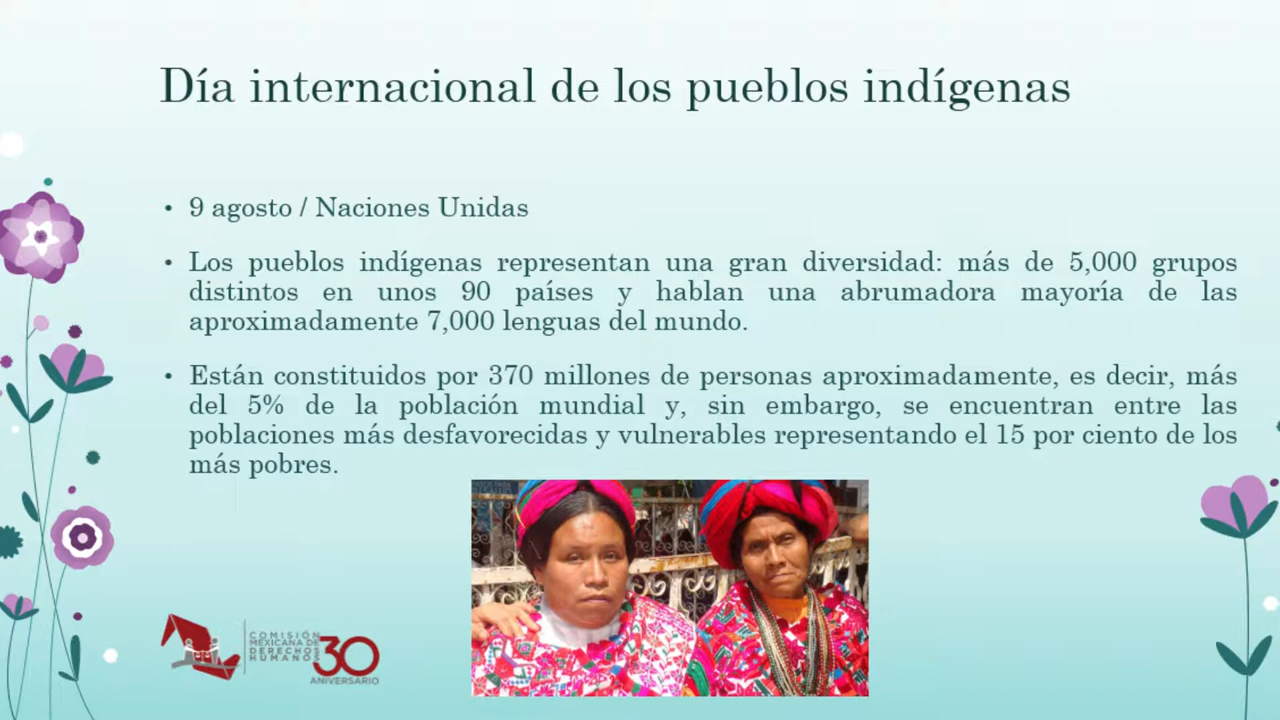 Día internacional de los pueblos indígenas
• 9 agosto / Naciones Unidas
• Los pueblos indígenas representan una gran diversidad: más de 5,000 grupos
distintos en unos 90 países y hablan una abrumadora mayoría de las
aproximadamente 7,000 lenguas del mundo.
• Están constituidos por 370 millones de personas aproximadamente, es decir, más
del 5% de la población mundial y, sin embargo, se encuentran entre las
poblaciones más desfavorecidas y vulnerables representando el 15 por ciento de los
más pobres.
COMISIÓN
MEXICANA DE
DERECHOS
HUMANOS
30
ANIVERSARIO